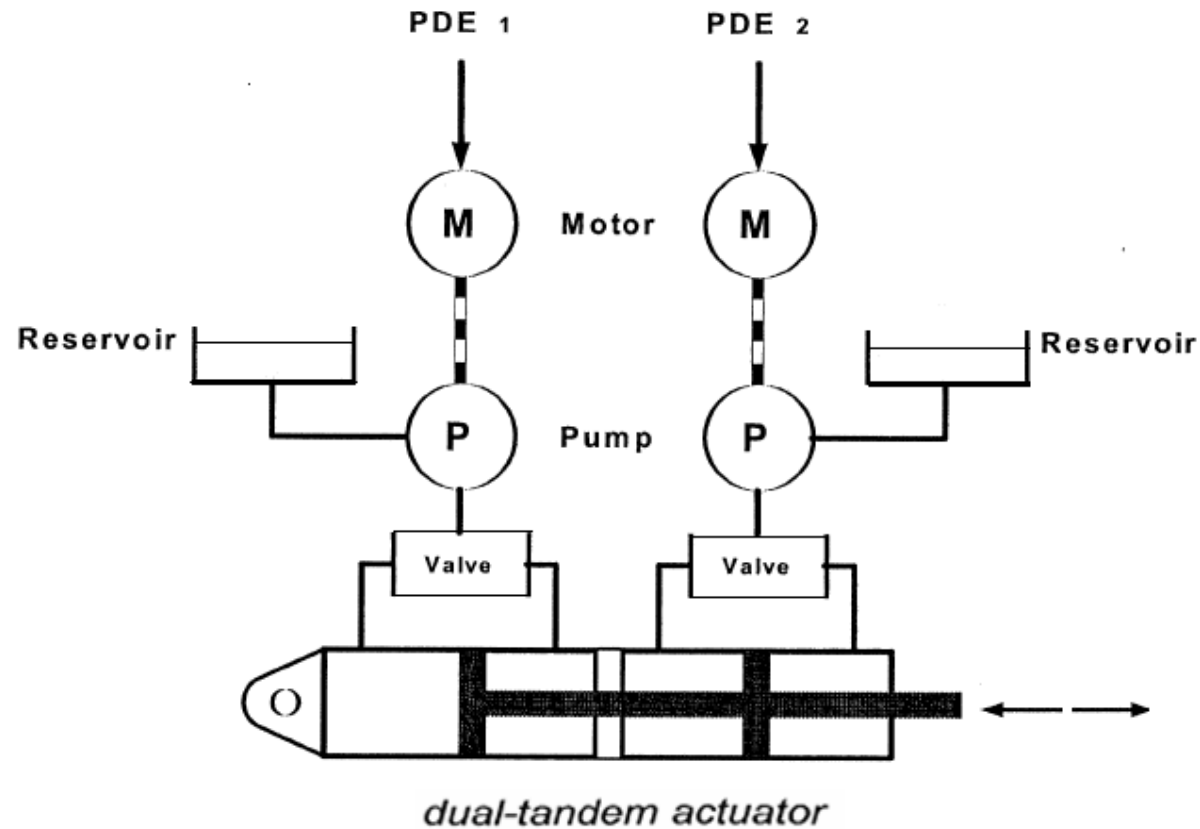 PDE 1 PDE 2
M Motor M
Reservoir Reservoir
P Pump P
Valve Valve
dual-tandem actuator